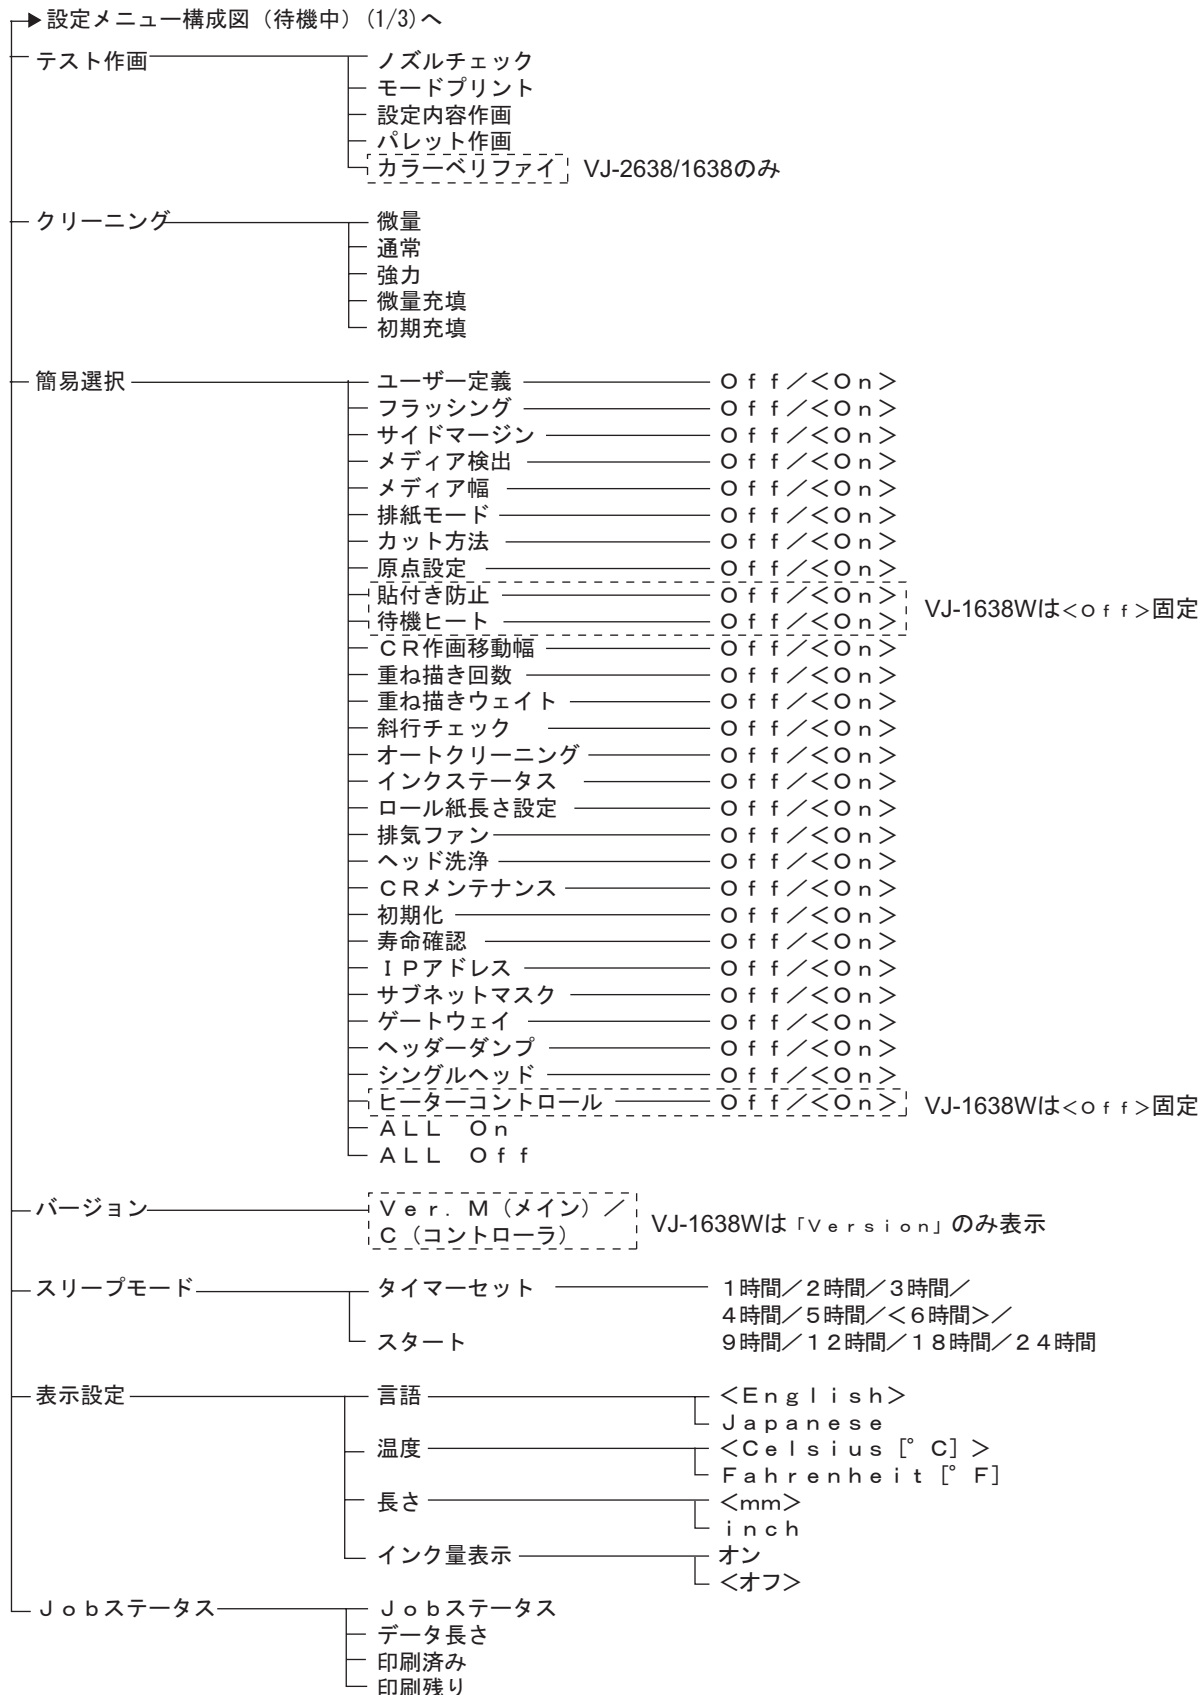 設定メニュー構成図（待機中）(1/3)へ
テスト作画 ノズルチェック
モードプリント
設定内容作画
パレット作画
カラーベリファイ VJ-2638/1638のみ
クリーニング 微量
通常
強力
微量充填
初期充填
簡易選択 ユーザー定義 Ｏｆｆ／＜Ｏｎ＞
フラッシング Ｏｆｆ／＜Ｏｎ＞
サイドマージン Ｏｆｆ／＜Ｏｎ＞
メディア検出 Ｏｆｆ／＜Ｏｎ＞
メディア幅 Ｏｆｆ／＜Ｏｎ＞
排紙モード Ｏｆｆ／＜Ｏｎ＞
カット方法 Ｏｆｆ／＜Ｏｎ＞
原点設定 Ｏｆｆ／＜Ｏｎ＞
貼付き防止 Ｏｆｆ／＜Ｏｎ＞
VJ-1638Wは<Ｏｆｆ>固定
待機ヒート Ｏｆｆ／＜Ｏｎ＞
ＣＲ作画移動幅 Ｏｆｆ／＜Ｏｎ＞
重ね描き回数 Ｏｆｆ／＜Ｏｎ＞
重ね描きウェイト Ｏｆｆ／＜Ｏｎ＞
斜行チェック Ｏｆｆ／＜Ｏｎ＞
オートクリーニング Ｏｆｆ／＜Ｏｎ＞
インクステータス Ｏｆｆ／＜Ｏｎ＞
ロール紙長さ設定 Ｏｆｆ／＜Ｏｎ＞
排気ファン Ｏｆｆ／＜Ｏｎ＞
ヘッド洗浄 Ｏｆｆ／＜Ｏｎ＞
ＣＲメンテナンス Ｏｆｆ／＜Ｏｎ＞
初期化 Ｏｆｆ／＜Ｏｎ＞
寿命確認 Ｏｆｆ／＜Ｏｎ＞
ＩＰアドレス Ｏｆｆ／＜Ｏｎ＞
サブネットマスク Ｏｆｆ／＜Ｏｎ＞
ゲートウェイ Ｏｆｆ／＜Ｏｎ＞
ヘッダーダンプ Ｏｆｆ／＜Ｏｎ＞
シングルヘッド Ｏｆｆ／＜Ｏｎ＞
ヒーターコントロール Ｏｆｆ／＜Ｏｎ＞ VJ-1638Wは<Ｏｆｆ>固定
ＡＬＬ　Ｏｎ
ＡＬＬ　Ｏｆｆ
バージョン Ｖｅｒ．Ｍ（メイン）／
Ｃ（コントローラ）
VJ-1638Wは「Ｖｅｒｓｉｏｎ」のみ表示
スリープモード タイマーセット １時間／２時間／３時間／
４時間／５時間／＜６時間＞／
スタート ９時間／１２時間／１８時間／２４時間
表示設定 言語 ＜Ｅｎｇｌｉｓｈ＞
Ｊａｐａｎｅｓｅ
温度 ＜Ｃｅｌｓｉｕｓ［°Ｃ］＞
Ｆａｈｒｅｎｈｅｉｔ［°Ｆ］
長さ ＜ｍｍ＞
ｉｎｃｈ
インク量表示 オン
＜オフ＞
Ｊｏｂステータス Ｊｏｂステータス
データ長さ
印刷済み
印刷残り